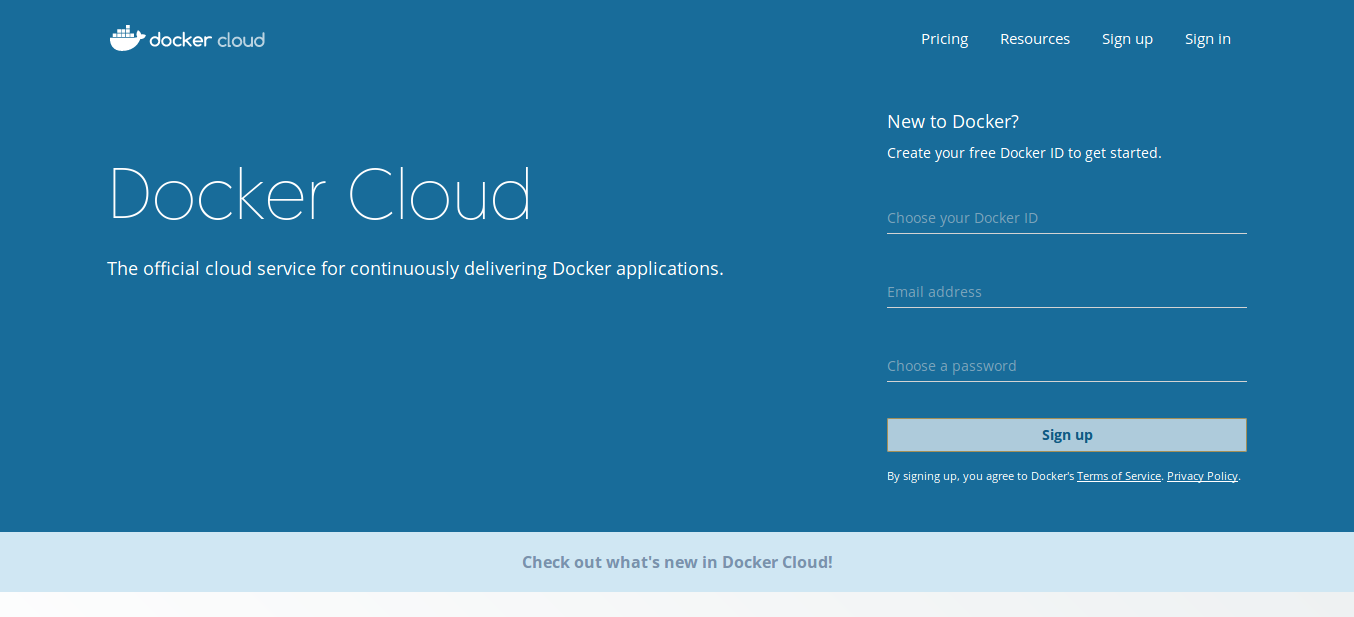 docker cloud
Pricing Resources Sign up Sign in
New to Docker?
Create your free Docker ID to get started.
Docker Cloud
The official cloud service for continuously delivering Docker applications.
Choose your Docker ID
Email address
Choose a password
Sign up
By signing up, you agree to Docker's Terms of Service. Privacy Policy.
Check out what's new in Docker Cloud!